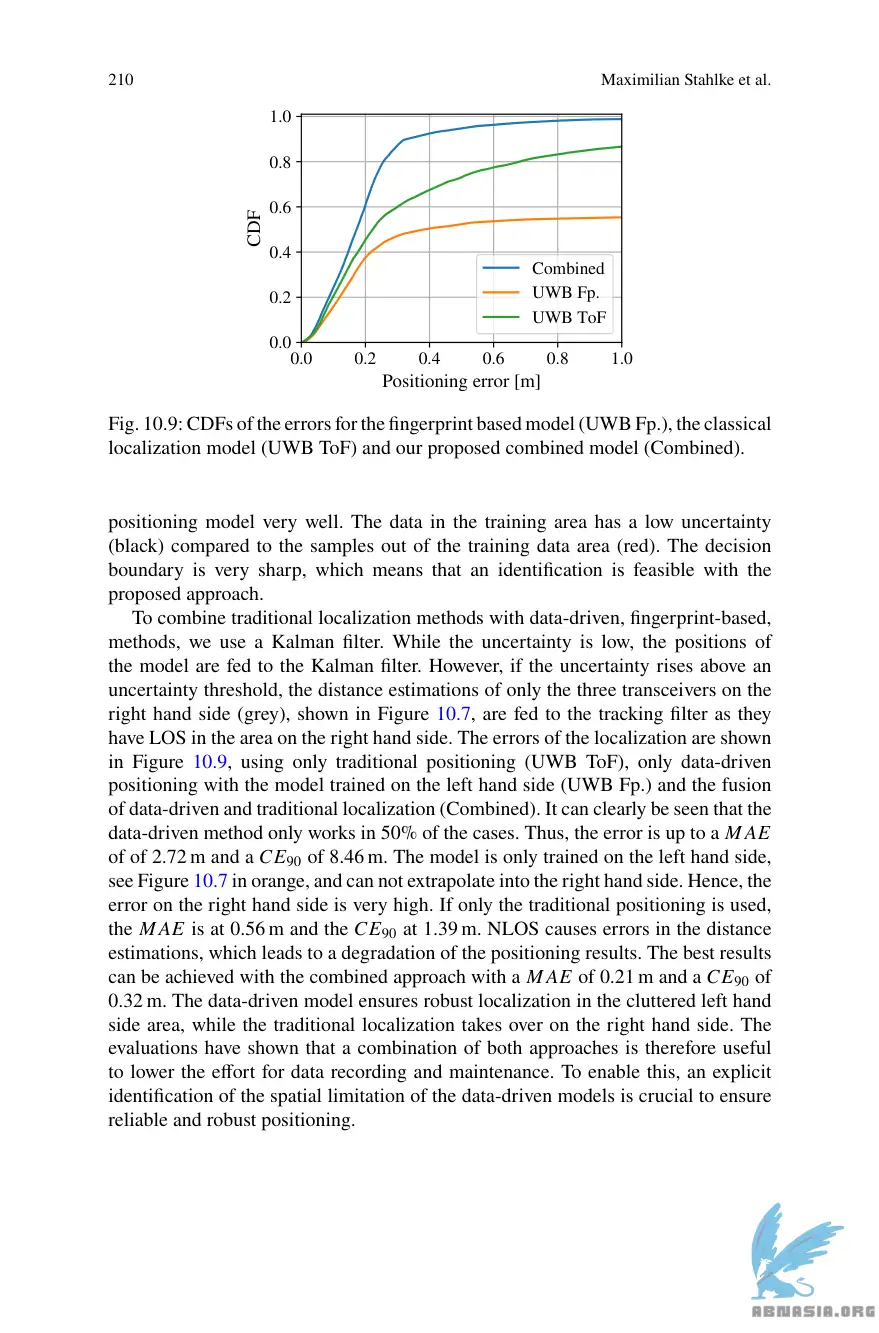 210
Maximilian Stahlke et al.
1.0
0.8
0.6
0.4
0.2
0.0
CDF
Combined
UWB Fp.
UWB ToF
0.0 0.2 0.4 0.6 0.8 1.0
Positioning error [m]
Fig. 10.9: CDFs of the errors for the fingerprint based model (UWB Fp.), the classical
localization model (UWB ToF) and our proposed combined model (Combined).
positioning model very well. The data in the training area has a low uncertainty
(black) compared to the samples out of the training data area (red). The decision
boundary is very sharp, which means that an identification is feasible with the
proposed approach.
To combine traditional localization methods with data-driven, fingerprint-based,
methods, we use a Kalman filter. While the uncertainty is low, the positions of
the model are fed to the Kalman filter. However, if the uncertainty rises above an
uncertainty threshold, the distance estimations of only the three transceivers on the
right hand side (grey), shown in Figure 10.7, are fed to the tracking filter as they
have LOS in the area on the right hand side. The errors of the localization are shown
in Figure 10.9, using only traditional positioning (UWB ToF), only data-driven
positioning with the model trained on the left hand side (UWB Fp.) and the fusion
of data-driven and traditional localization (Combined). It can clearly be seen that the
data-driven method only works in 50% of the cases. Thus, the error is up to a MAE
of of 2.72 m and a CE90 of 8.46 m. The model is only trained on the left hand side,
see Figure 10.7 in orange, and can not extrapolate into the right hand side. Hence, the
error on the right hand side is very high. If only the traditional positioning is used,
the MAE is at 0.56 m and the CE90 at 1.39 m. NLOS causes errors in the distance
estimations, which leads to a degradation of the positioning results. The best results
can be achieved with the combined approach with a MAE of 0.21 m and a CE90 of
0.32 m. The data-driven model ensures robust localization in the cluttered left hand
side area, while the traditional localization takes over on the right hand side. The
evaluations have shown that a combination of both approaches is therefore useful
to lower the effort for data recording and maintenance. To enable this, an explicit
identification of the spatial limitation of the data-driven models is crucial to ensure
reliable and robust positioning.
ABNASIA.ORG